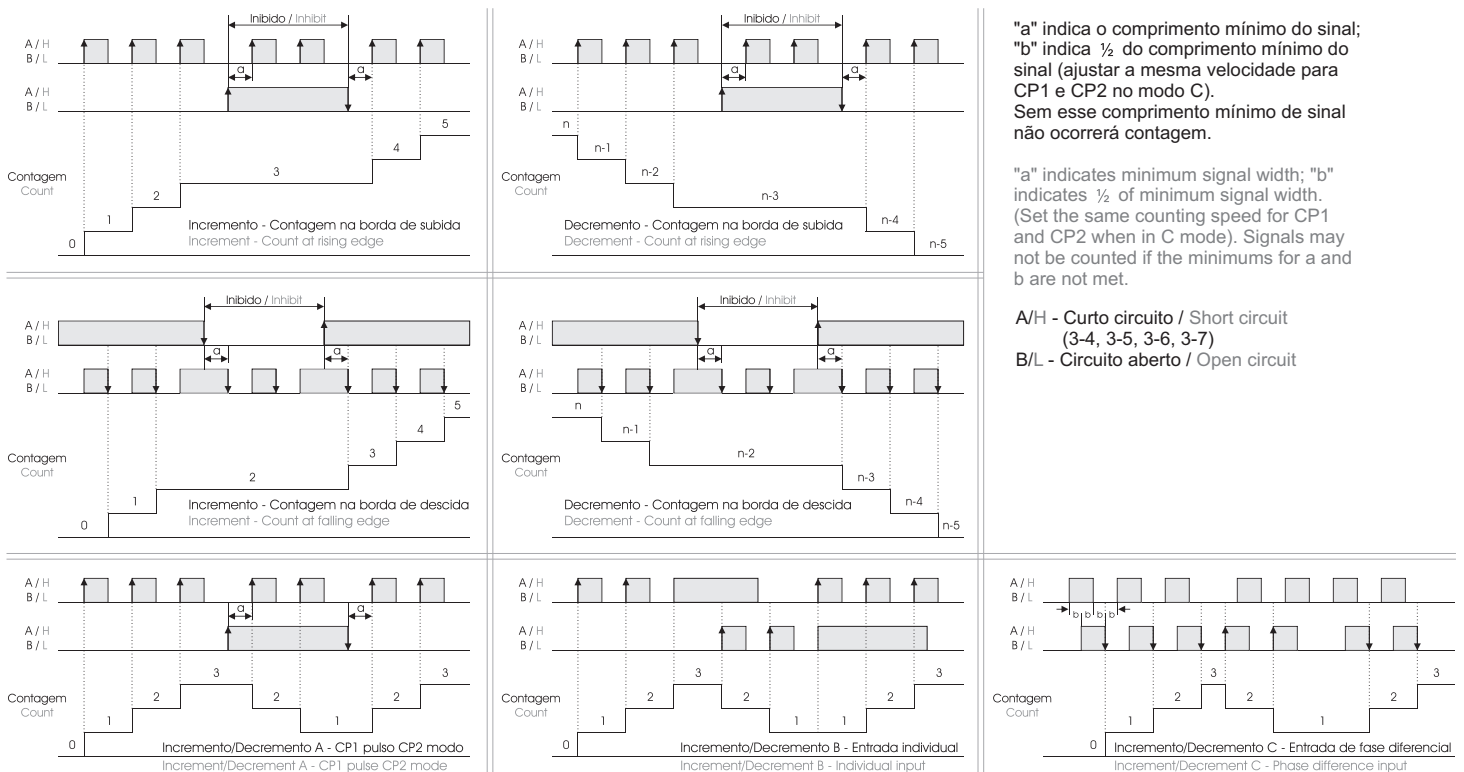 Inibido / Inhibit
A / H
B / L
a
a
A / H
B / L
5
4
3
Contagem
Count
2
1
0
Incremento - Contagem na borda de subida
Increment - Count at rising edge
Inibido / Inhibit
A / H
B / L
a
a
A / H
B / L
n
n-1
n-2
Contagem
Count
n-3
n-4
n-5
Decremento - Contagem na borda de subida
Decrement - Count at rising edge
"a" indica o comprimento mínimo do sinal;
"b" indica ½ do comprimento mínimo do
sinal (ajustar a mesma velocidade para
CP1 e CP2 no modo C).
Sem esse comprimento mínimo de sinal
não ocorrerá contagem.
"a" indicates minimum signal width; "b"
indicates ½ of minimum signal width.
(Set the same counting speed for CP1
and CP2 when in C mode). Signals may
not be counted if the minimums for a and
b are not met.
A/H - Curto circuito / Short circuit
(3-4, 3-5, 3-6, 3-7)
B/L - Circuito aberto / Open circuit
Inibido / Inhibit
A / H
B / L
a
a
A / H
B / L
5
4
3
Contagem
Count
2
1
0
Incremento - Contagem na borda de descida
Increment - Count at falling edge
Inibido / Inhibit
A / H
B / L
a
a
A / H
B / L
n
n-1
n-2
Contagem
Count
n-3
n-4
n-5
Decremento - Contagem na borda de descida
Decrement - Count at falling edge
A / H
B / L
a
a
A / H
B / L
3
3
Contagem
Count
2
2
2
1
1
0
Incremento/Decremento A - CP1 pulso CP2 modo
Increment/Decrement A - CP1 pulse CP2 mode
A / H
B / L
A / H
B / L
3
3
Contagem
Count
2
2
2
1
1
1
0
Incremento/Decremento B - Entrada individual
Increment/Decrement B - Individual input
A / H
B / L
b b b b
A / H
B / L
3
3
Contagem
Count
2
2
2
1
1
0
Incremento/Decremento C - Entrada de fase diferencial
Increment/Decrement C - Phase difference input